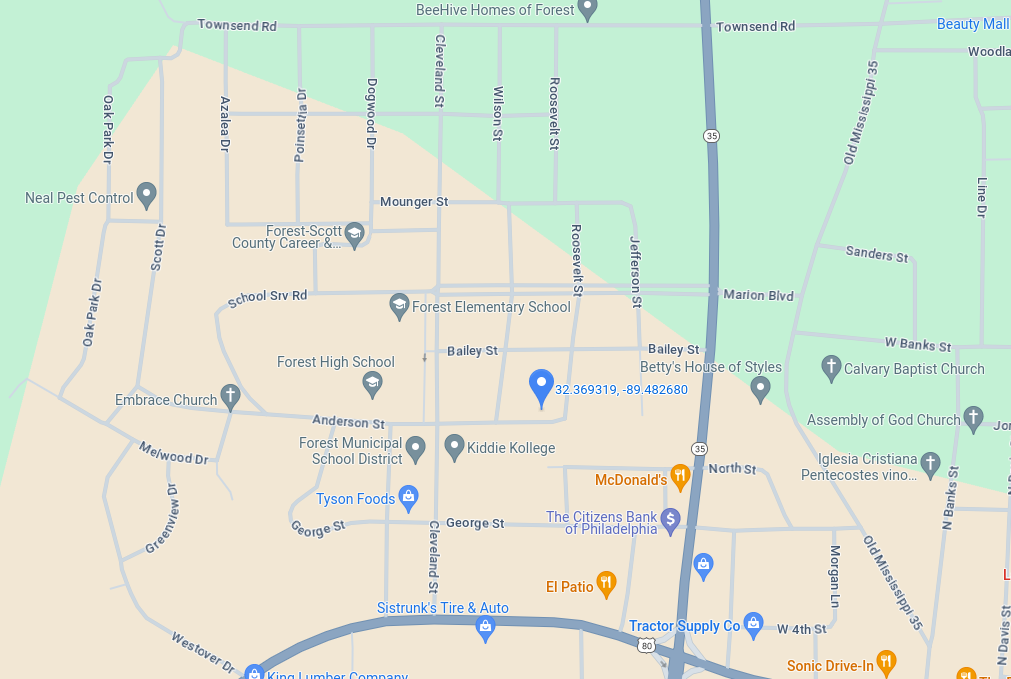 BeeHive Homes of Forest
Townsend Rd
Townsend Rd
Beauty Mall
Woodla
Cleveland St
Oak Park Dr
Azalea Dr
Poinsettia Dr
Dogwood Dr
Wilson St
Roosevelt St
Old Mississippi 35
35
Line Dr
Neal Pest Control
Mounger St
Scott Dr
Forest-Scott
County Career &...
Roosevelt St
Jefferson St
Sanders St
Oak Park Dr
School Srv Rd
Marion Blvd
Forest Elementary School
Bailey St
Bailey St
W Banks St
Forest High School
Betty's House of Styles
Calvary Baptist Church
32.369319, -89.482680
Embrace Church
Anderson St
Assembly of God Church
Jor
Forest Municipal
School District
Kiddie Kollege
35
Melwood Dr
Iglesia Cristiana
Pentecostes vino...
McDonald's
North St
Tyson Foods
Greenview Dr
N Banks St
George St
George St
The Citizens Bank
of Philadelphia
Cleveland St
Old Mississippi 35
Morgan Ln
El Patio
Sistrunk's Tire & Auto
Tractor Supply Co
W 4th St
N Davis St
Westover Dr
80
Sonic Drive-In
King Lumber Company